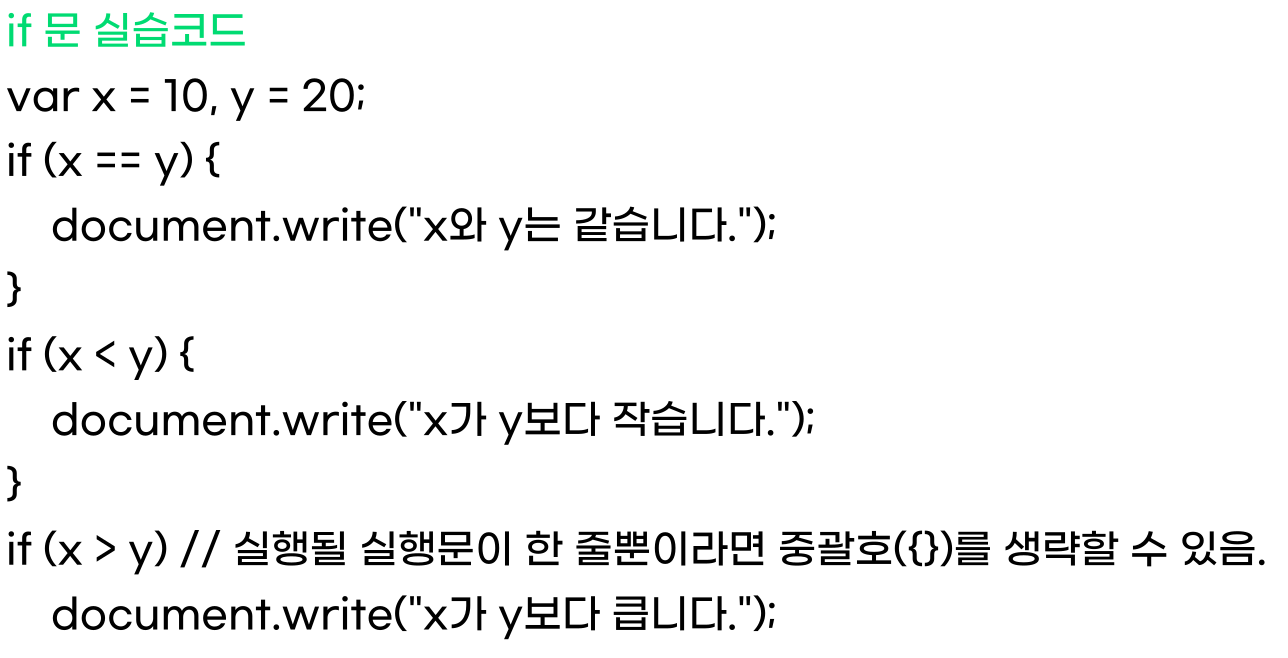 if 문 실습코드
var x = 10, y = 20;
if (x == y) {
    document.write("x와 y는 같습니다.");
}
if (x < y) {
    document.write("x가 y보다 작습니다.");
}
if (x > y) // 실행될 실행문이 한 줄뿐이라면 중괄호({})를 생략할 수 있음.
    document.write("x가 y보다 큽니다.");